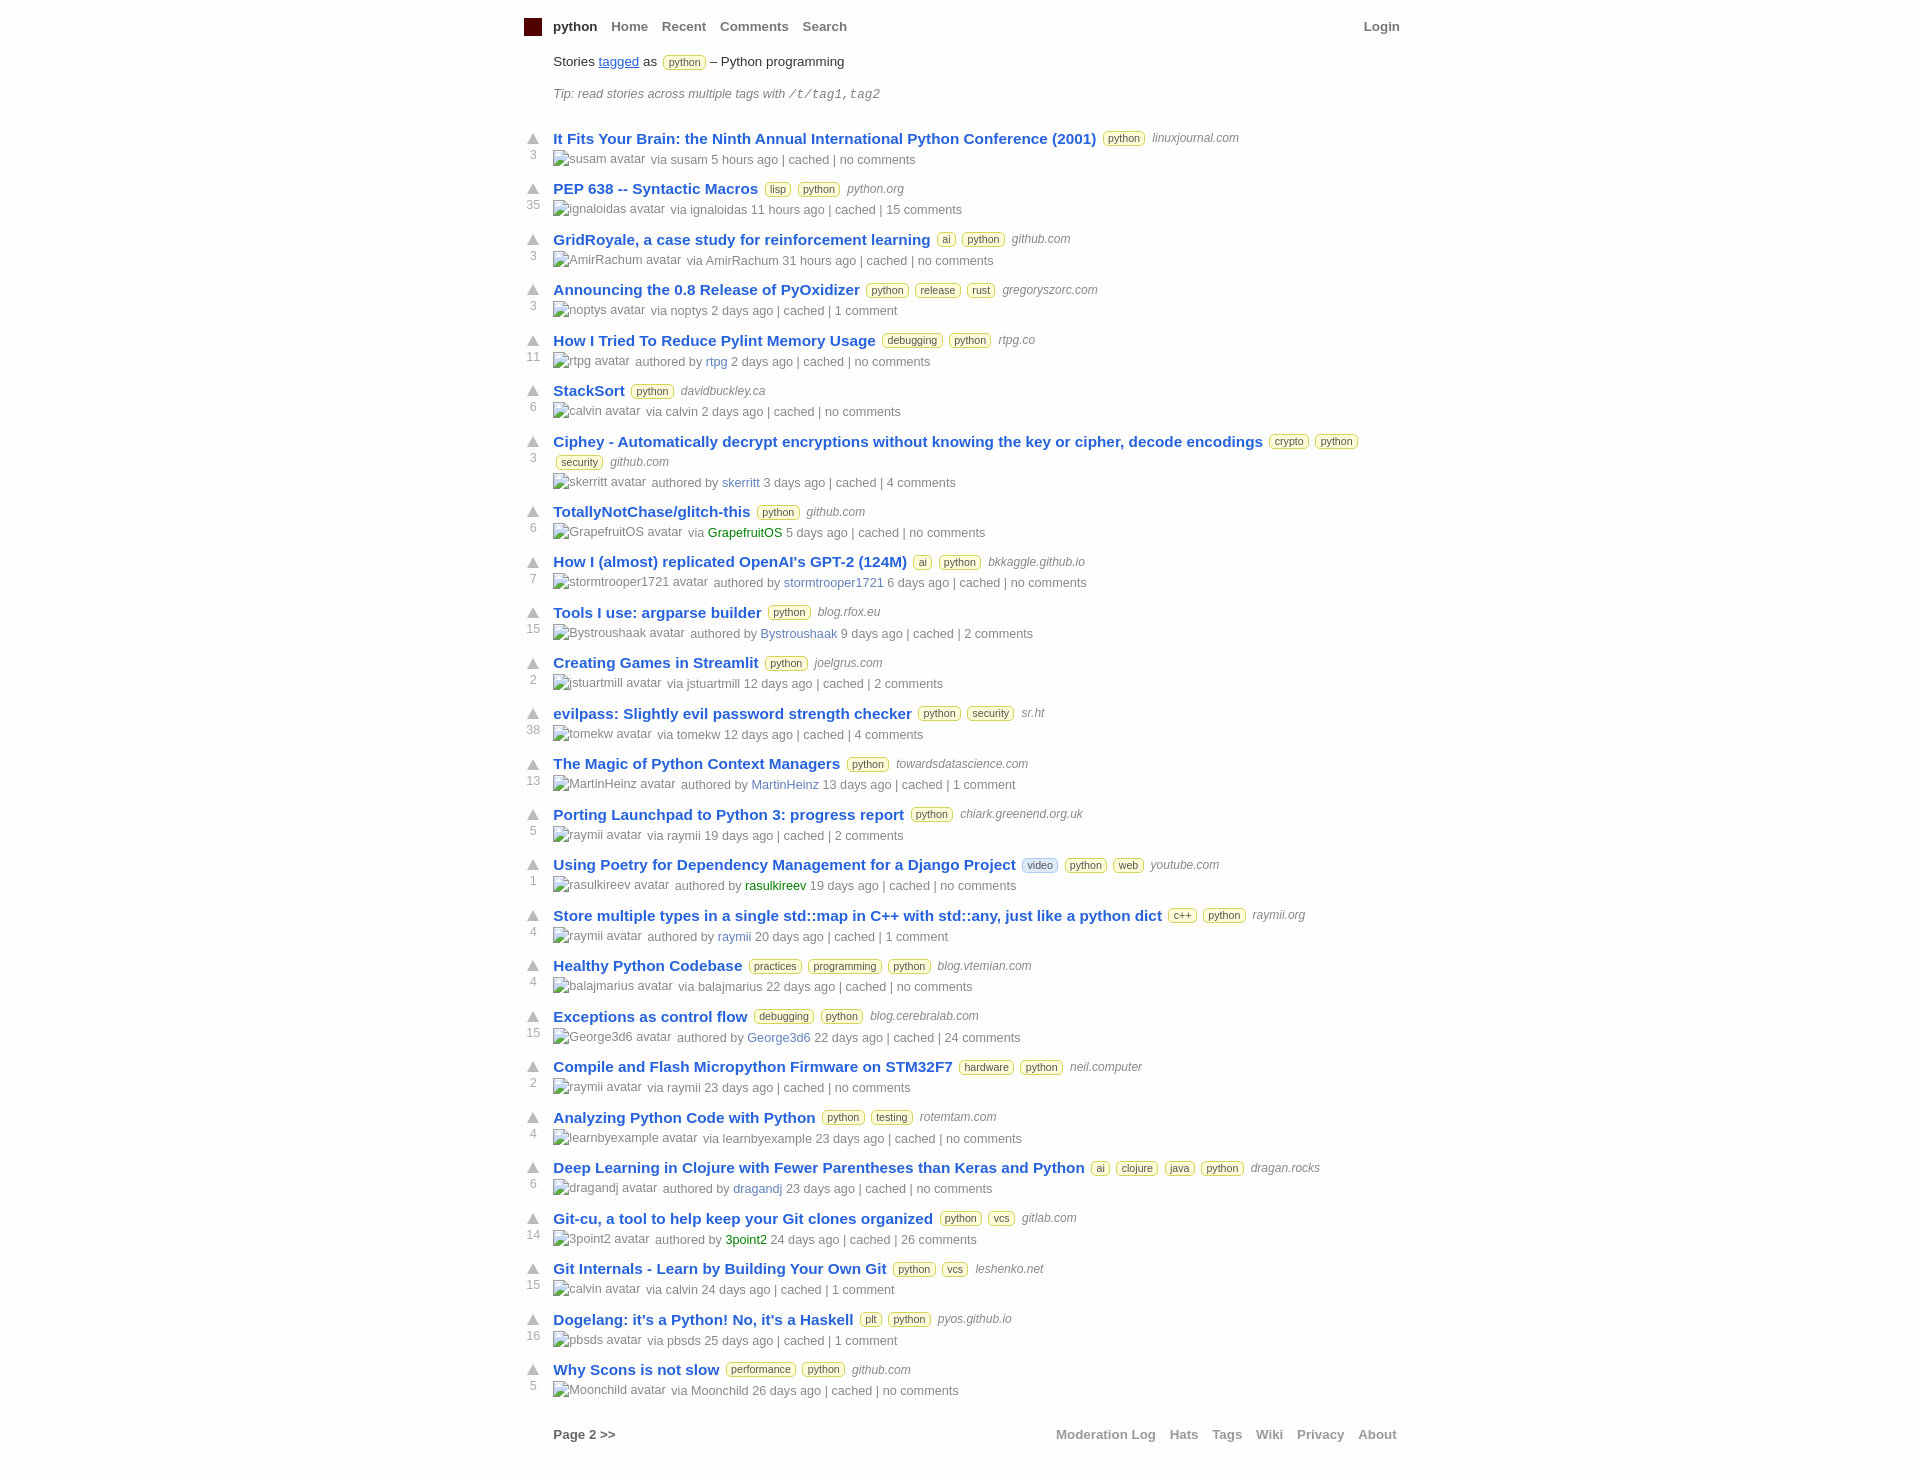 python Home Recent Comments Search Login
Stories tagged as python – Python programming
Tip: read stories across multiple tags with /t/tag1,tag2
It Fits Your Brain: the Ninth Annual International Python Conference (2001) python linuxjournal.com
3 susam avatar via susam 5 hours ago | cached | no comments
PEP 638 -- Syntactic Macros lisp python python.org
35 ignaloidas avatar via ignaloidas 11 hours ago | cached | 15 comments
GridRoyale, a case study for reinforcement learning ai python github.com
3 AmirRachum avatar via AmirRachum 31 hours ago | cached | no comments
Announcing the 0.8 Release of PyOxidizer python release rust gregoryszorc.com
3 noptys avatar via noptys 2 days ago | cached | 1 comment
How I Tried To Reduce Pylint Memory Usage debugging python rtpg.co
11 rtpg avatar authored by rtpg 2 days ago | cached | no comments
StackSort python davidbuckley.ca
6 calvin avatar via calvin 2 days ago | cached | no comments
Ciphey - Automatically decrypt encryptions without knowing the key or cipher, decode encodings crypto python
3 security github.com
skerritt avatar authored by skerritt 3 days ago | cached | 4 comments
TotallyNotChase/glitch-this python github.com
6 GrapefruitOS avatar via GrapefruitOS 5 days ago | cached | no comments
How I (almost) replicated OpenAI's GPT-2 (124M) ai python bkkaggle.github.io
7 stormtrooper1721 avatar authored by stormtrooper1721 6 days ago | cached | no comments
Tools I use: argparse builder python blog.rfox.eu
15 Bystroushaak avatar authored by Bystroushaak 9 days ago | cached | 2 comments
Creating Games in Streamlit python joelgrus.com
2 jstuartmill avatar via jstuartmill 12 days ago | cached | 2 comments
evilpass: Slightly evil password strength checker python security sr.ht
38 tomekw avatar via tomekw 12 days ago | cached | 4 comments
The Magic of Python Context Managers python towardsdatascience.com
13 MartinHeinz avatar authored by MartinHeinz 13 days ago | cached | 1 comment
Porting Launchpad to Python 3: progress report python chiark.greenend.org.uk
5 raymii avatar via raymii 19 days ago | cached | 2 comments
Using Poetry for Dependency Management for a Django Project video python web youtube.com
1 rasulkireev avatar authored by rasulkireev 19 days ago | cached | no comments
Store multiple types in a single std::map in C++ with std::any, just like a python dict c++ python raymii.org
4 raymii avatar authored by raymii 20 days ago | cached | 1 comment
Healthy Python Codebase practices programming python blog.vtemian.com
4 balajmarius avatar via balajmarius 22 days ago | cached | no comments
Exceptions as control flow debugging python blog.cerebralab.com
15 George3d6 avatar authored by George3d6 22 days ago | cached | 24 comments
Compile and Flash Micropython Firmware on STM32F7 hardware python neil.computer
2 raymii avatar via raymii 23 days ago | cached | no comments
Analyzing Python Code with Python python testing rotemtam.com
4 learnbyexample avatar via learnbyexample 23 days ago | cached | no comments
Deep Learning in Clojure with Fewer Parentheses than Keras and Python ai clojure java python dragan.rocks
6 dragandj avatar authored by dragandj 23 days ago | cached | no comments
Git-cu, a tool to help keep your Git clones organized python vcs gitlab.com
14 3point2 avatar authored by 3point2 24 days ago | cached | 26 comments
Git Internals - Learn by Building Your Own Git python vcs leshenko.net
15 calvin avatar via calvin 24 days ago | cached | 1 comment
Dogelang: it's a Python! No, it's a Haskell plt python pyos.github.io
16 pbsds avatar via pbsds 25 days ago | cached | 1 comment
Why Scons is not slow performance python github.com
5 Moonchild avatar via Moonchild 26 days ago | cached | no comments
Page 2 >> Moderation Log Hats Tags Wiki Privacy About